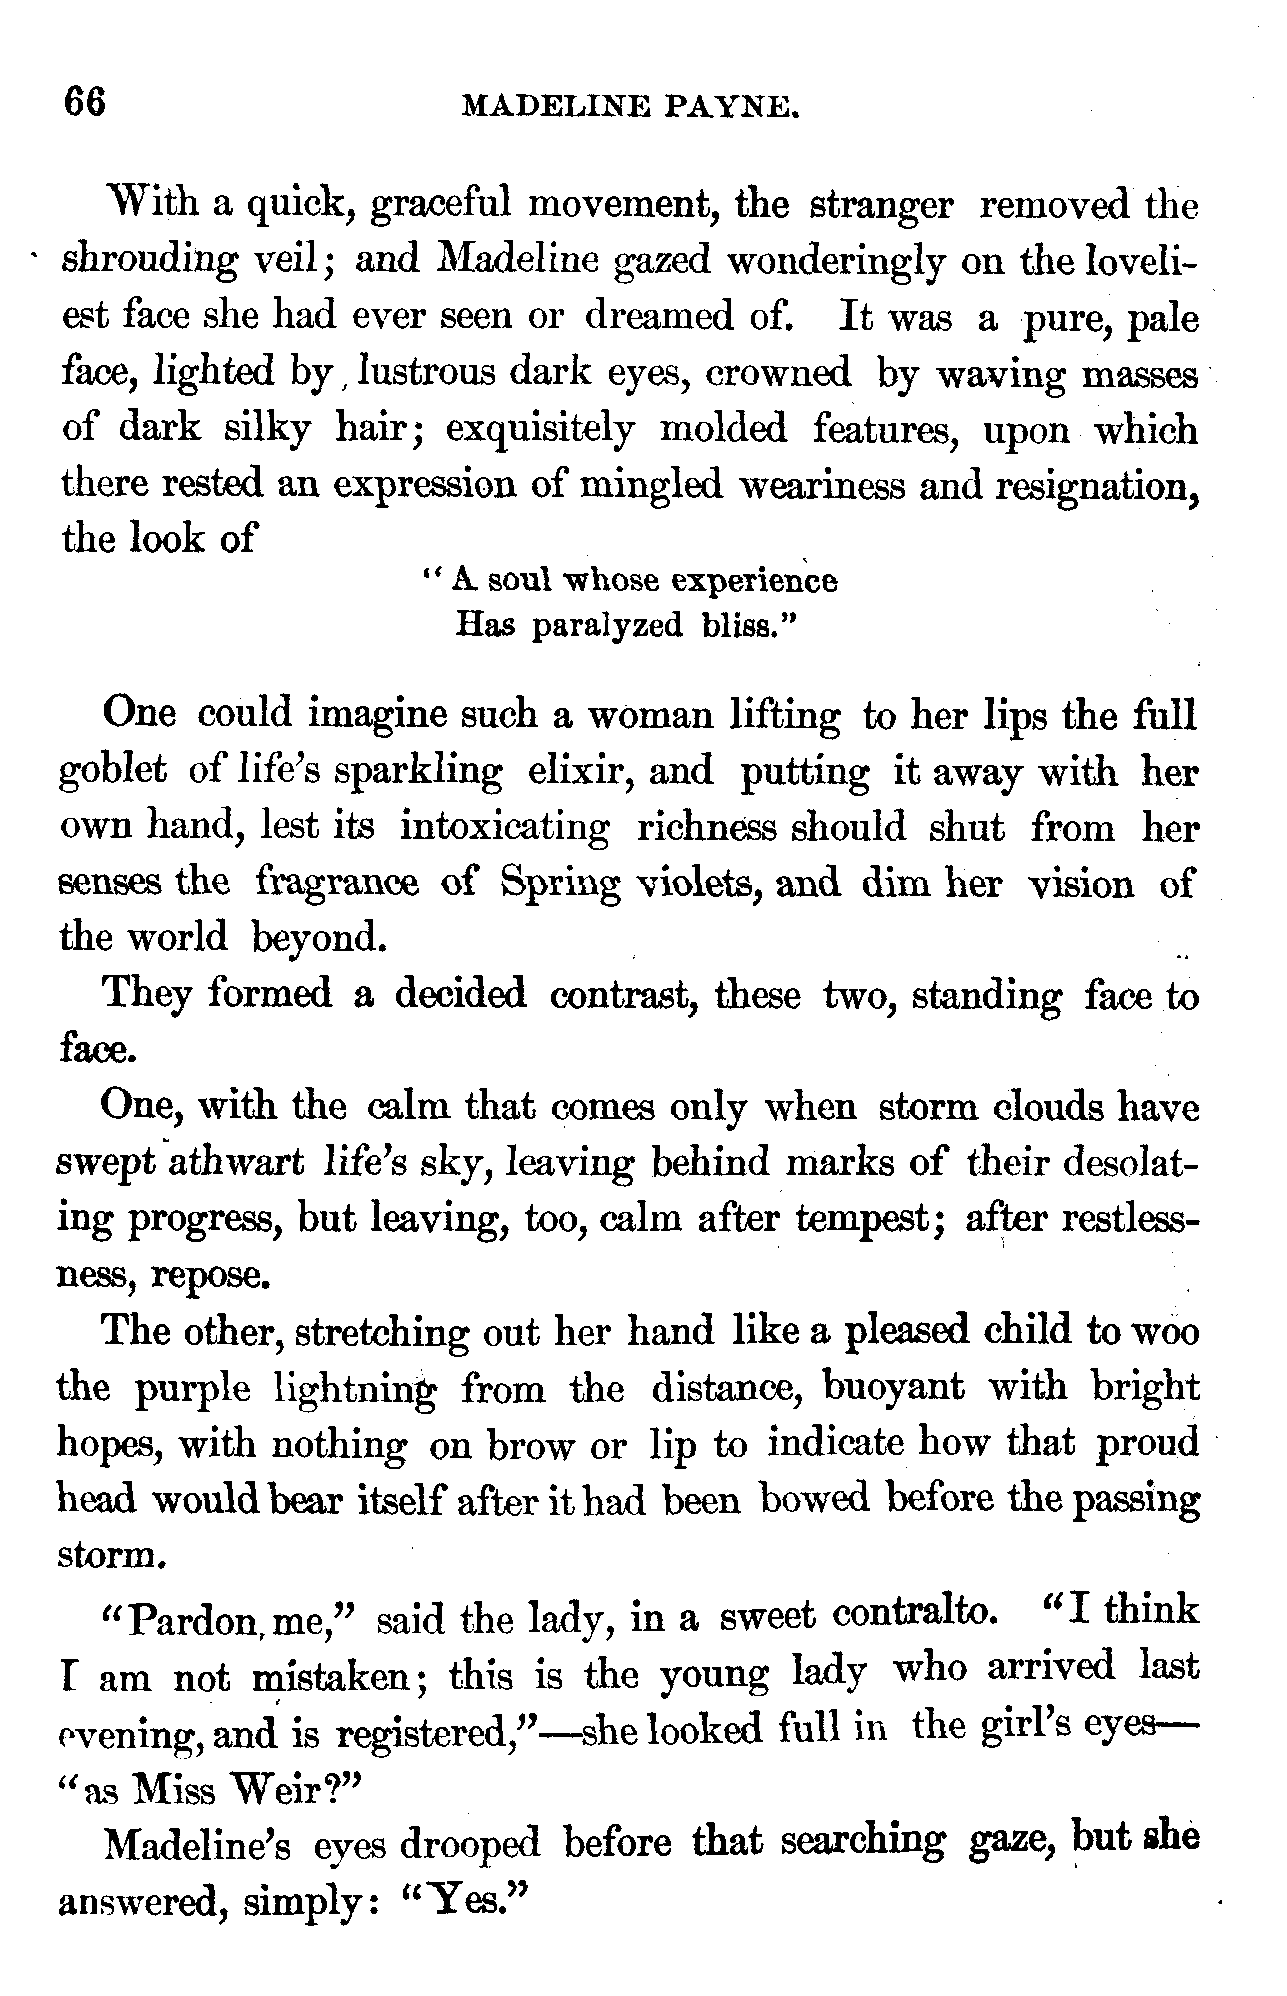 66 MADELINE PAYNE.
With a quick, graceful movement, the stranger removed the
shrouding veil; and Madeline gazed wonderingly on the loveli-
est face she had ever seen or dreamed of. It was a pure, pale
face, lighted by lustrous dark eyes, crowned by waving masses
of dark silky hair; exquisitely molded features, upon which
there rested an expression of mingled weariness and resignation,
the look of
"A soul whose experience
Has paralyzed bliss."
One could imagine such a woman lifting to her lips the full
goblet of life's sparkling elixir, and putting it away with her
own hand, lest its intoxicating richness should shut from her
senses the fragrance of Spring violets, and dim her vision of
the world beyond.
They formed a decided contrast, these two, standing face to
face.
One, with the calm that comes only when storm clouds have
swept athwart life's sky, leaving behind marks of their desolat-
ing progress, but leaving, too, calm after tempest; after restless-
ness, repose.
The other, stretching out her hand like a pleased child to woo
the purple lightning from the distance, buoyant with bright
hopes, with nothing on brow or lip to indicate how that proud
head would bear itself after it had been bowed before the passing
storm.
"Pardon me," said the lady, in a sweet contralto. "I think
I am not mistaken; this is the young lady who arrived last
evening, and is registered,"—she looked full in the girl's eyes—
"as Miss Weir?"
Madeline's eyes drooped before that searching gaze, but she
answered, simply: "Yes."